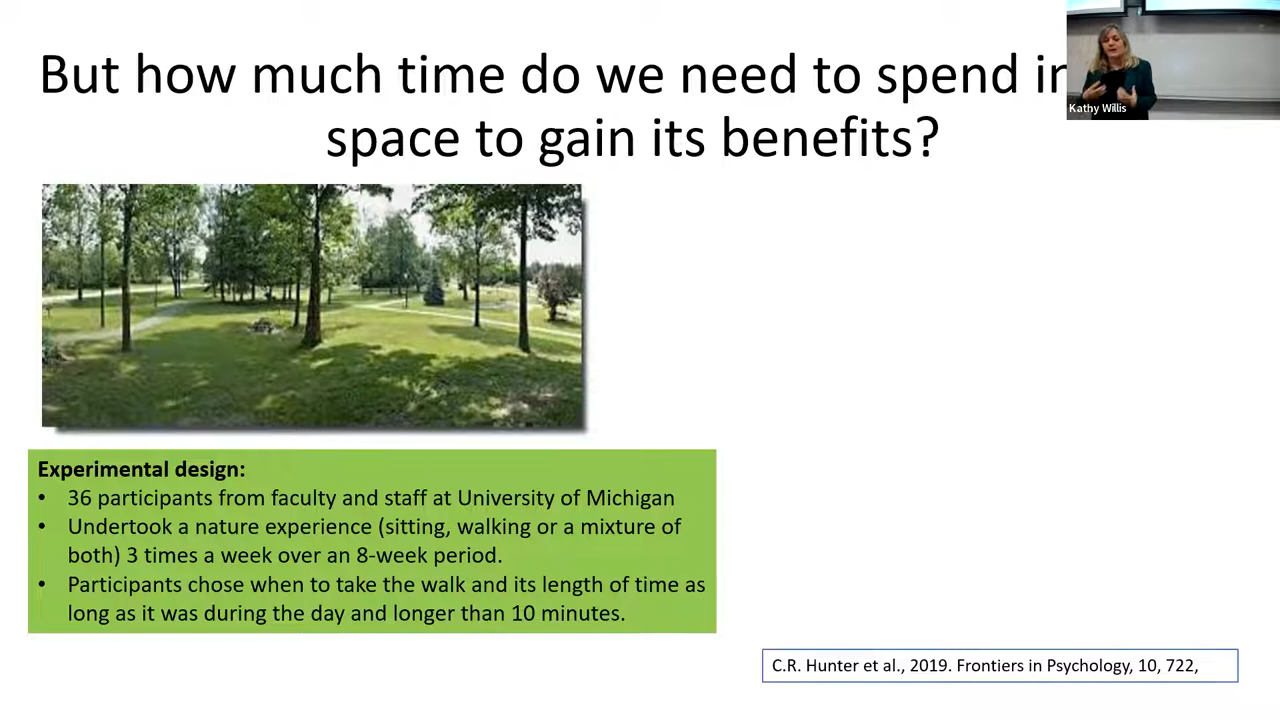 But how much time do we need to spend in
space to gain its benefits?
Kathy Willis
Experimental design:
• 36 participants from faculty and staff at University of Michigan
• Undertook a nature experience (sitting, walking or a mixture of
both) 3 times a week over an 8-week period.
• Participants chose when to take the walk and its length of time as
long as it was during the day and longer than 10 minutes.
C.R. Hunter et al., 2019. Frontiers in Psychology, 10, 722,